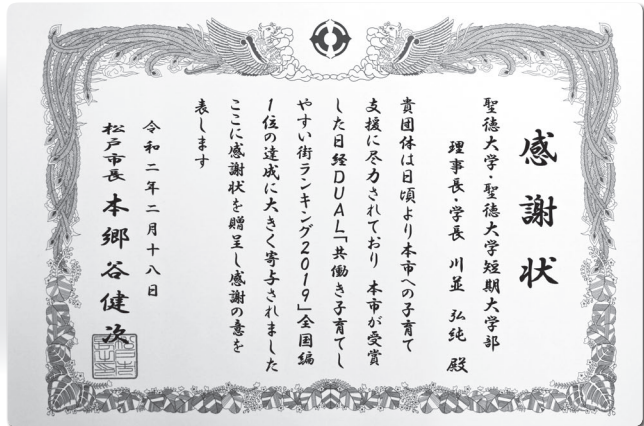 感謝状
聖徳大学・聖徳大学短期大学部
理事長・学長 川並 弘純 殿
貴団体は日頃より本市への子育て
支援に尽力されており 本市が受賞
した日経DUAL「共働き子育てし
やすい街ランキング2019」全国編
1位の達成に大きく寄与されました
ここに感謝状を贈呈し感謝の意を
表します
令和二年二月十八日
松戸市長 本郷谷健次